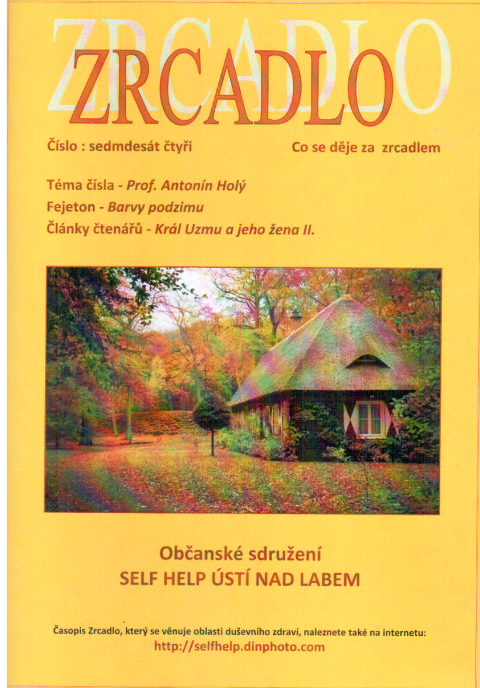 ZRCADLO
Číslo : sedmdesát čtyři
Co se děje za zrcadlem
Téma čísla - Prof. Antonín Holý
Fejeton - Barvy podzimu
Články čtenářů - Král Uzmu a jeho žena II.
Občanské sdružení
SELF HELP ÚSTÍ NAD LABEM
Časopis Zrcadlo, který se věnuje oblasti duševního zdraví, naleznete také na internetu:
http://selfhelp.dinphoto.com